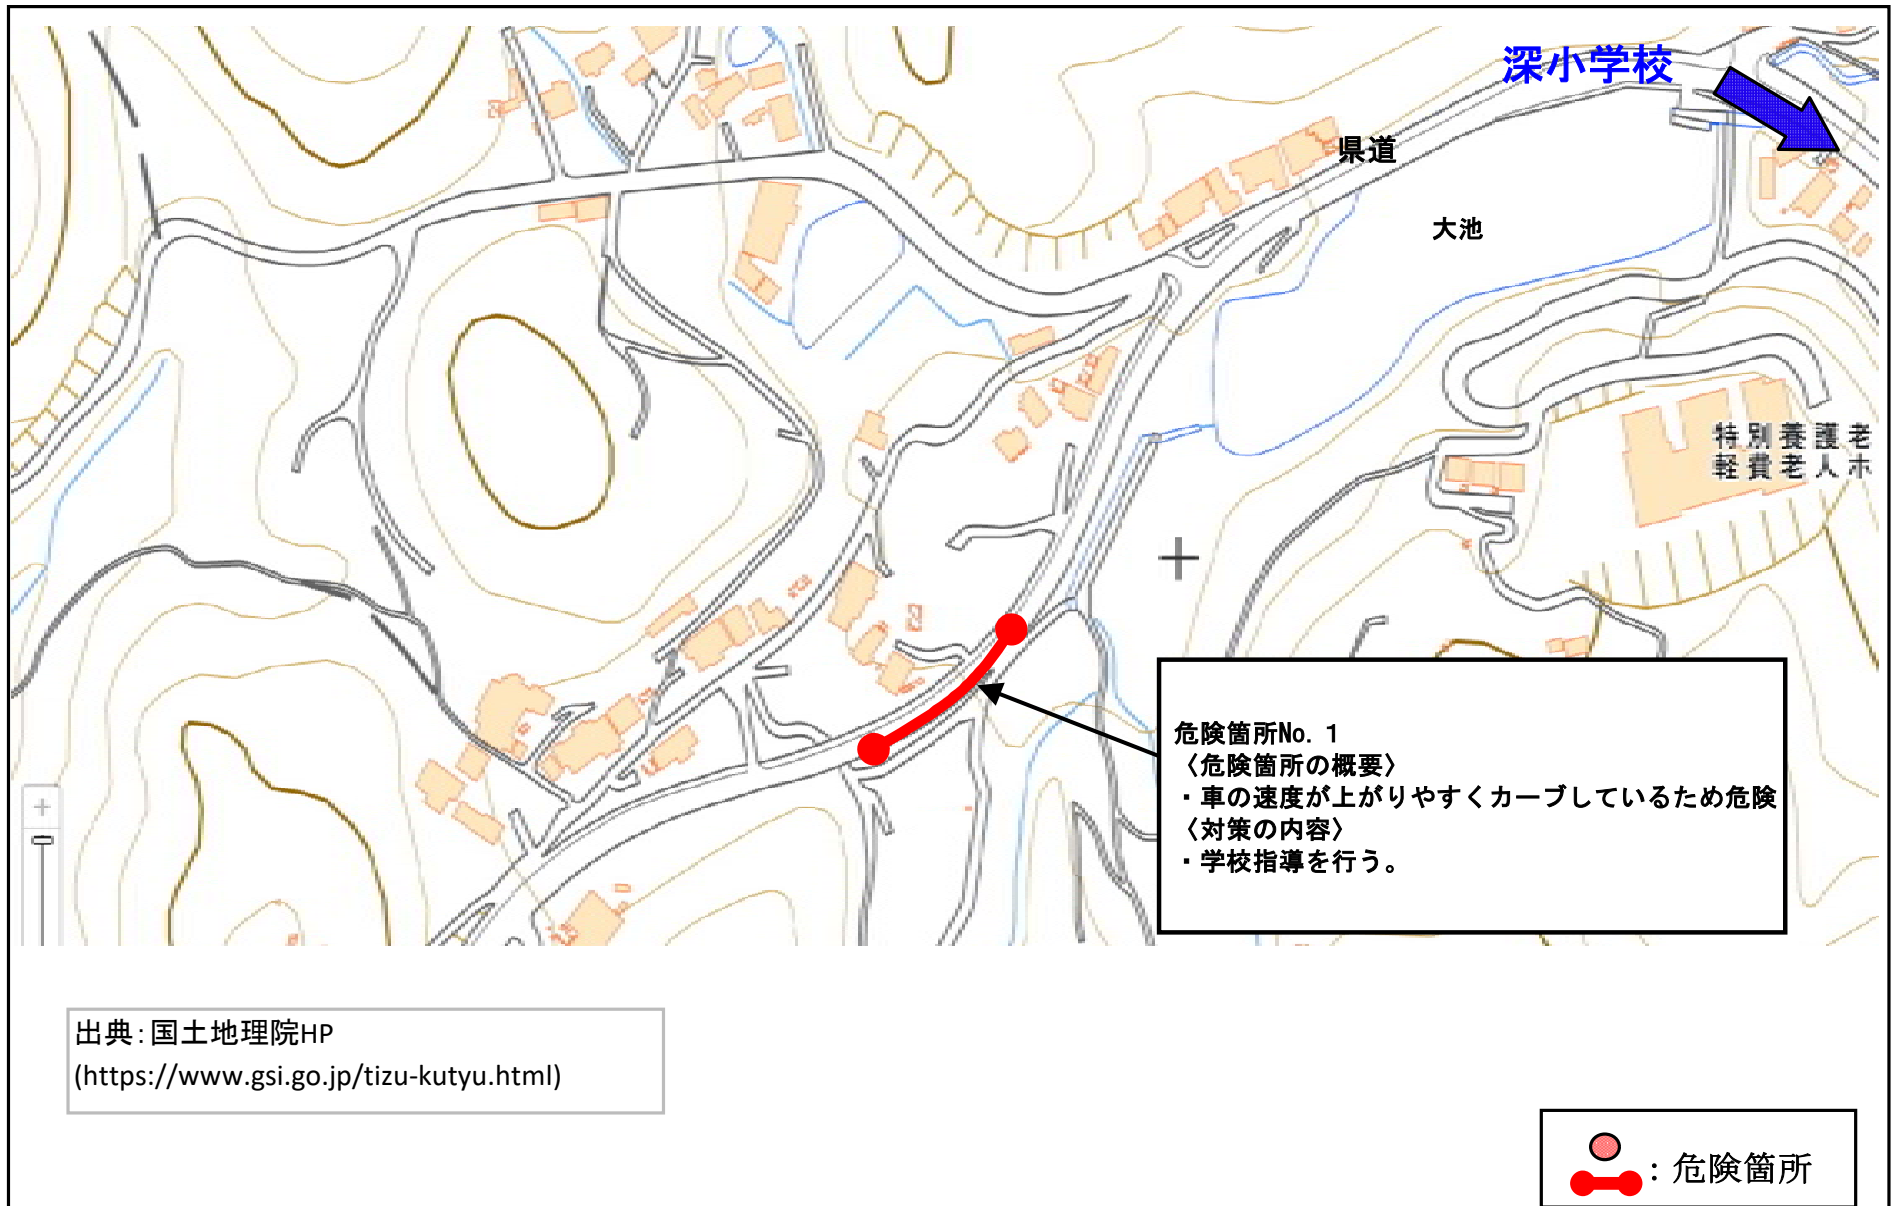 深小学校
県道
大池
特別養護老
軽費老人ホ
危険箇所No. 1
〈危険箇所の概要〉
・車の速度が上がりやすくカーブしているため危険
〈対策の内容〉
・学校指導を行う。
出典:国土地理院HP
(https://www.gsi.go.jp/tizu-kutyu.html)
：危険箇所